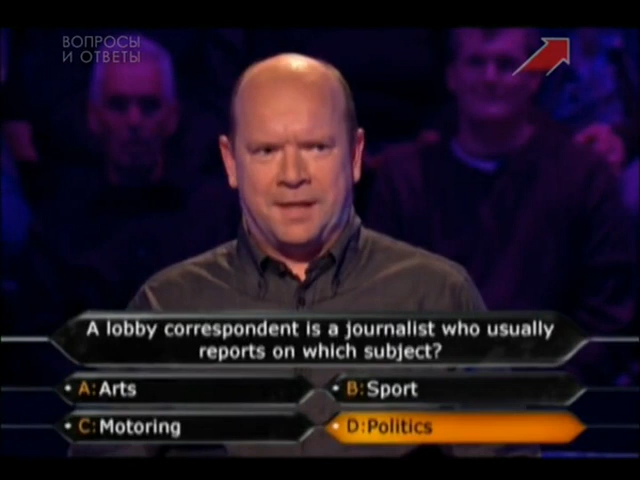 ВОПРОСЫ
И ОТВЕТЫ
A lobby correspondent is a journalist who usually
reports on which subject?
A: Arts
B: Sport
C: Motoring
D: Politics